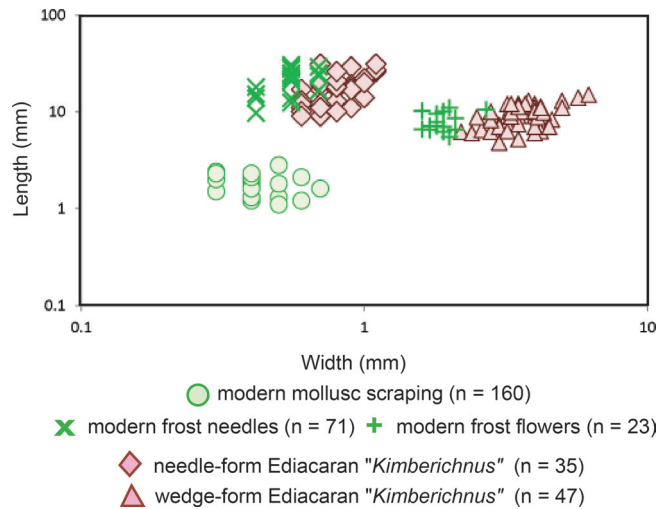 100
10
1
0.1
Length (mm)
0.1 1 10
Width (mm)
modern mollusc scraping (n = 160)
modern frost needles (n = 71) modern frost flowers (n = 23)
needle-form Ediacaran "Kimberichnus" (n = 35)
wedge-form Ediacaran "Kimberichnus" (n = 47)